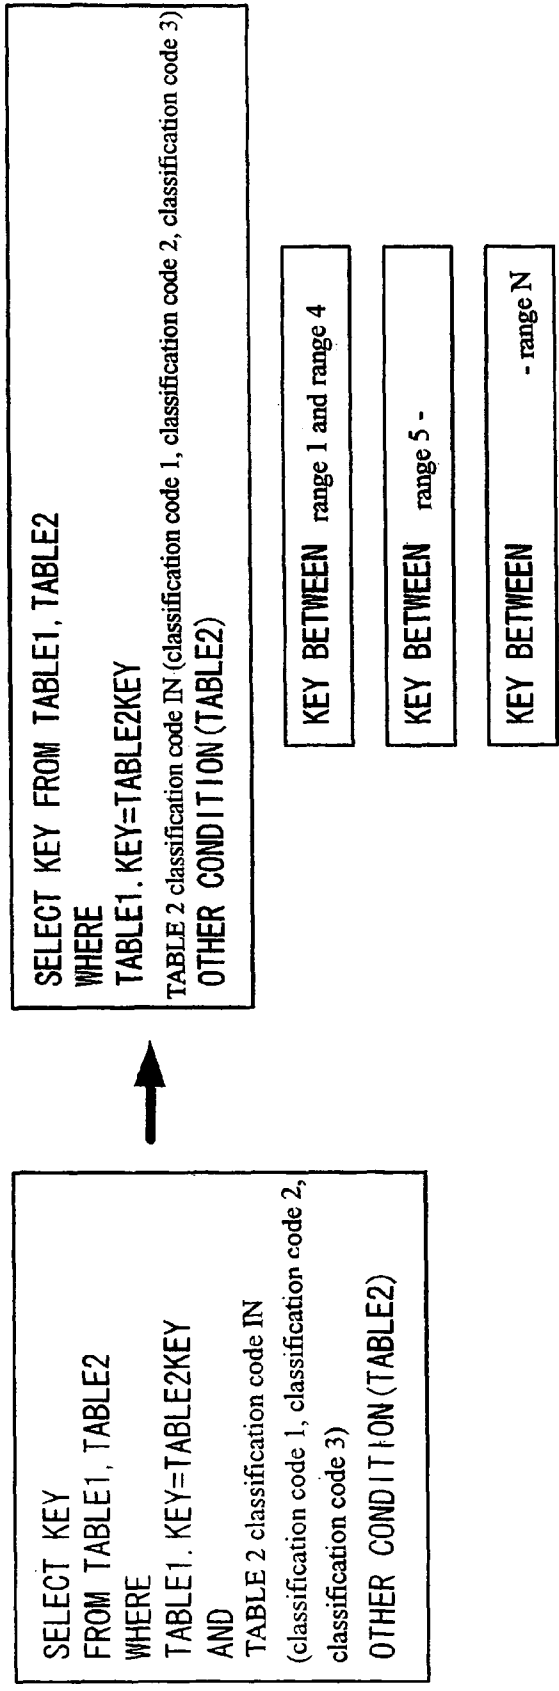 SELECT KEY
FROM TABLE1, TABLE2
WHERE
TABLE1. KEY=TABLE2KEY
AND
TABLE 2 classification code IN
(classification code 1, classification code 2,
classification code 3)
OTHER CONDITION(TABLE2)
SELECT KEY FROM TABLE1, TABLE2
WHERE
TABLE1. KEY=TABLE2KEY
TABLE 2 classification code IN (classification code 1, classification code 2, classification code 3)
OTHER CONDITION(TABLE2)
KEY BETWEEN range 1 and range 4
KEY BETWEEN range 5 -
KEY BETWEEN - range N